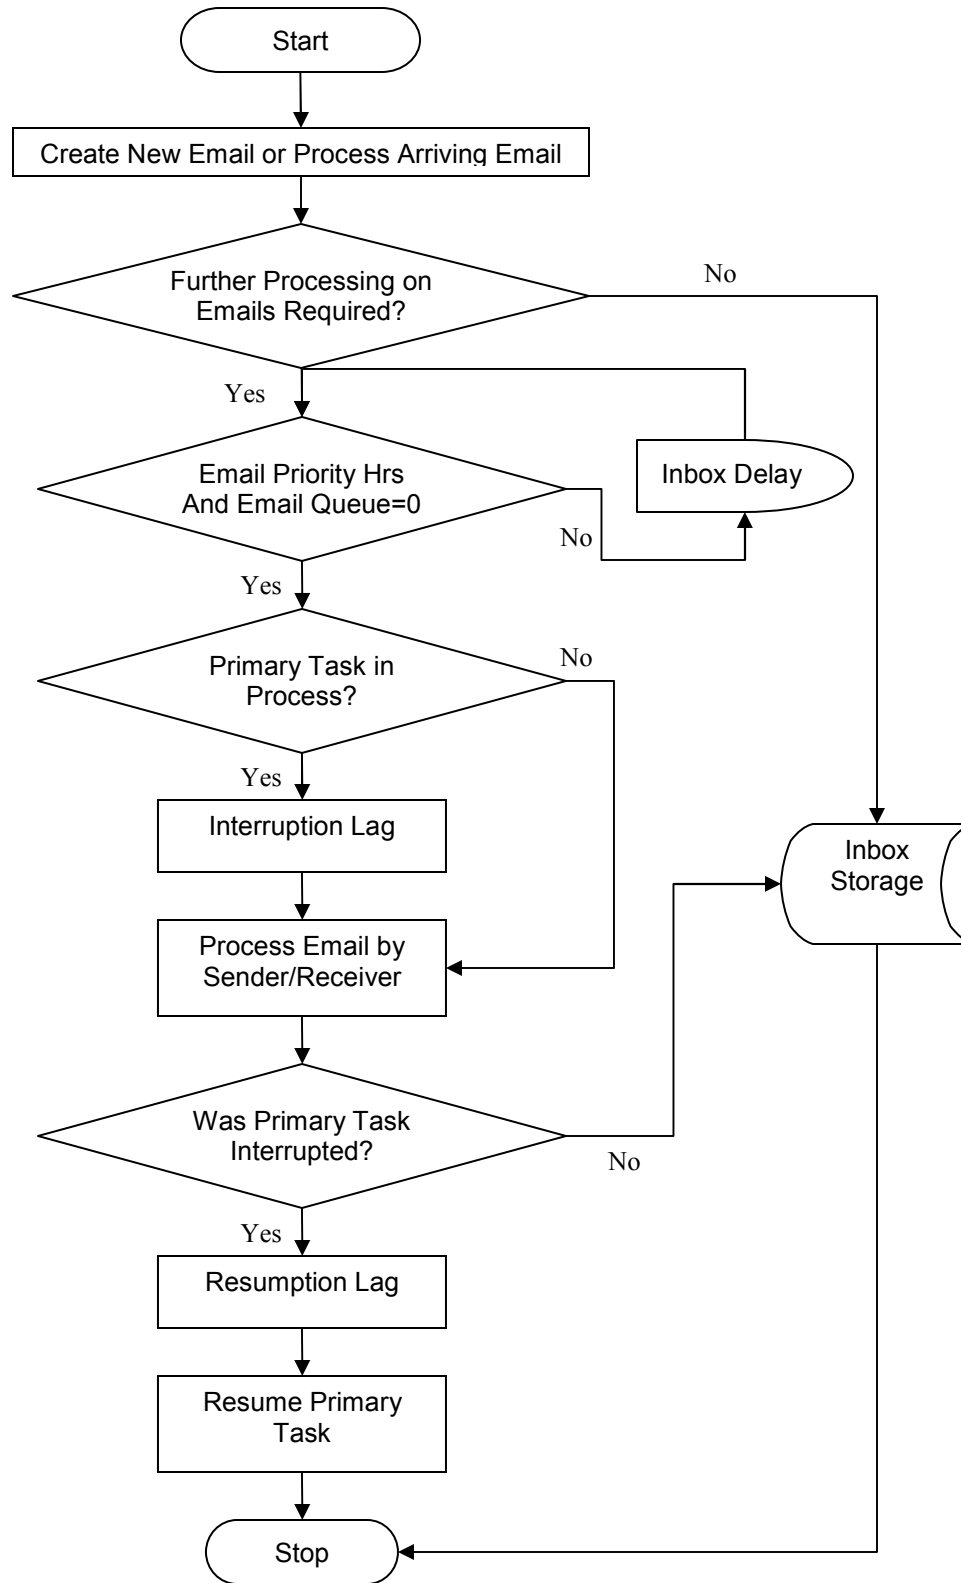 Start
Create New Email or Process Arriving Email
Further Processing on
Emails Required?
No
Yes
Email Priority Hrs
And Email Queue=0
Inbox Delay
No
Yes
Primary Task in
Process?
No
Yes
Interruption Lag
Inbox
Storage
Process Email by
Sender/Receiver
Was Primary Task
Interrupted?
No
Yes
Resumption Lag
Resume Primary
Task
Stop